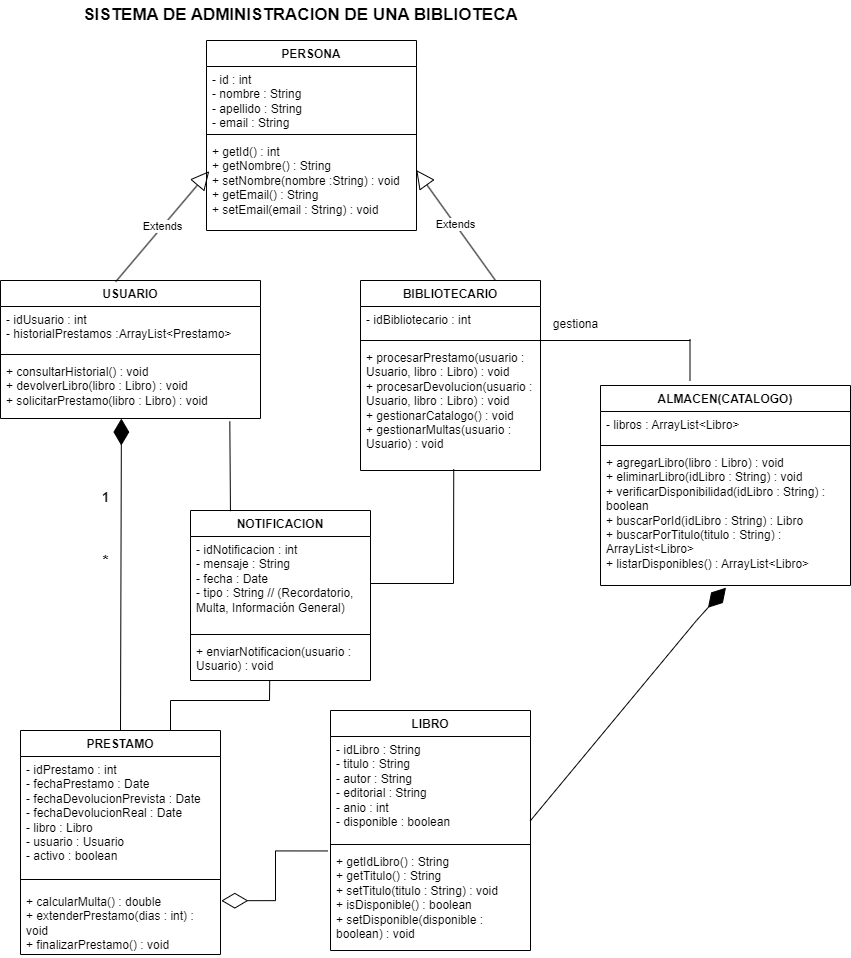 SISTEMA DE ADMINISTRACION DE UNA BIBLIOTECA
PERSONA
- id : int
- nombre : String
- apellido : String
- email : String
+ getId() : int
+ getNombre() : String
+ setNombre(nombre :String) : void
+ getEmail() : String
+ setEmail(email : String) : void
Extends
Extends
USUARIO
- idUsuario : int
- historialPrestamos :ArrayList<Prestamo>
+ consultarHistorial() : void
+ devolverLibro(libro : Libro) : void
+ solicitarPrestamo(libro : Libro) : void
BIBLIOTECARIO
- idBibliotecario : int
+ procesarPrestamo(usuario :
Usuario, libro : Libro) : void
+ procesarDevolucion(usuario :
Usuario, libro : Libro) : void
+ gestionarCatalogo() : void
+ gestionarMultas(usuario :
Usuario) : void
gestiona
ALMACEN(CATALOGO)
- libros : ArrayList<Libro>
+ agregarLibro(libro : Libro) : void
+ eliminarLibro(idLibro : String) : void
+ verificarDisponibilidad(idLibro : String) :
boolean
+ buscarPorId(idLibro : String) : Libro
+ buscarPorTitulo(titulo : String) :
ArrayList<Libro>
+ listarDisponibles() : ArrayList<Libro>
1
*
NOTIFICACION
- idNotificacion : int
- mensaje : String
- fecha : Date
- tipo : String // (Recordatorio,
Multa, Información General)
+ enviarNotificacion(usuario :
Usuario) : void
PRESTAMO
- idPrestamo : int
- fechaPrestamo : Date
- fechaDevolucionPrevista : Date
- fechaDevolucionReal : Date
- libro : Libro
- usuario : Usuario
- activo : boolean
+ calcularMulta() : double
+ extenderPrestamo(dias : int) :
void
+ finalizarPrestamo() : void
LIBRO
- idLibro : String
- titulo : String
- autor : String
- editorial : String
- anio : int
- disponible : boolean
+ getIdLibro() : String
+ getTitulo() : String
+ setTitulo(titulo : String) : void
+ isDisponible() : boolean
+ setDisponible(disponible :
boolean) : void